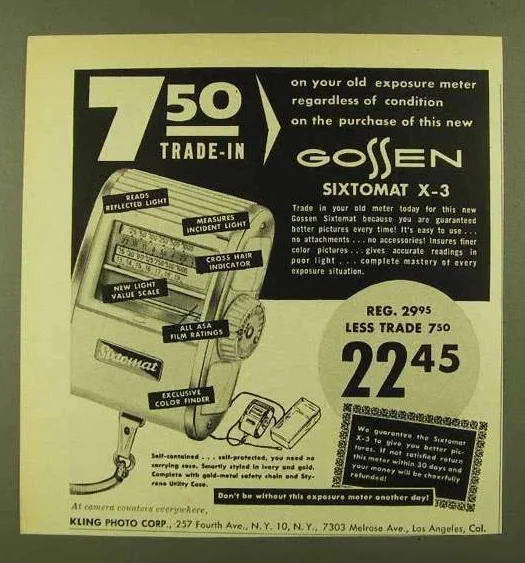 7 50
TRADE-IN
on your old exposure meter
regardless of condition
on the purchase of this new
GOSSEN
SIXTOMAT X-3
Trade in your old meter today for this new
Gossen Sixtomat because you are guaranteed
better pictures every time! It's easy to use...
no attachments... no accessories! Insures finer
color pictures... gives accurate readings in
poor light... complete mastery of every
exposure situation.
READS
REFLECTED LIGHT
MEASURES
INCIDENT LIGHT
CROSS HAIR
INDICATOR
NEW LIGHT
VALUE SCALE
ALL ASA
FILM RATINGS
Sixtomat
EXCLUSIVE
COLOR FINDER
REG. 29 95
LESS TRADE 7 50
22 45
We guarantee the Sixtomat
X-3 to give you better pic-
tures. If not satisfied return
this meter within 30 days and
your money will be cheerfully
refunded!
Self-contained . . . self-protected, you need no
carrying case. Smartly styled in ivory and gold.
Complete with gold-metal safety chain and Sty-
rene Utility Case.
Don't be without this exposure meter another day!
At camera counters everywhere,
KLING PHOTO CORP., 257 Fourth Ave., N. Y. 10, N. Y., 7303 Melrose Ave., Los Angeles, Cal.